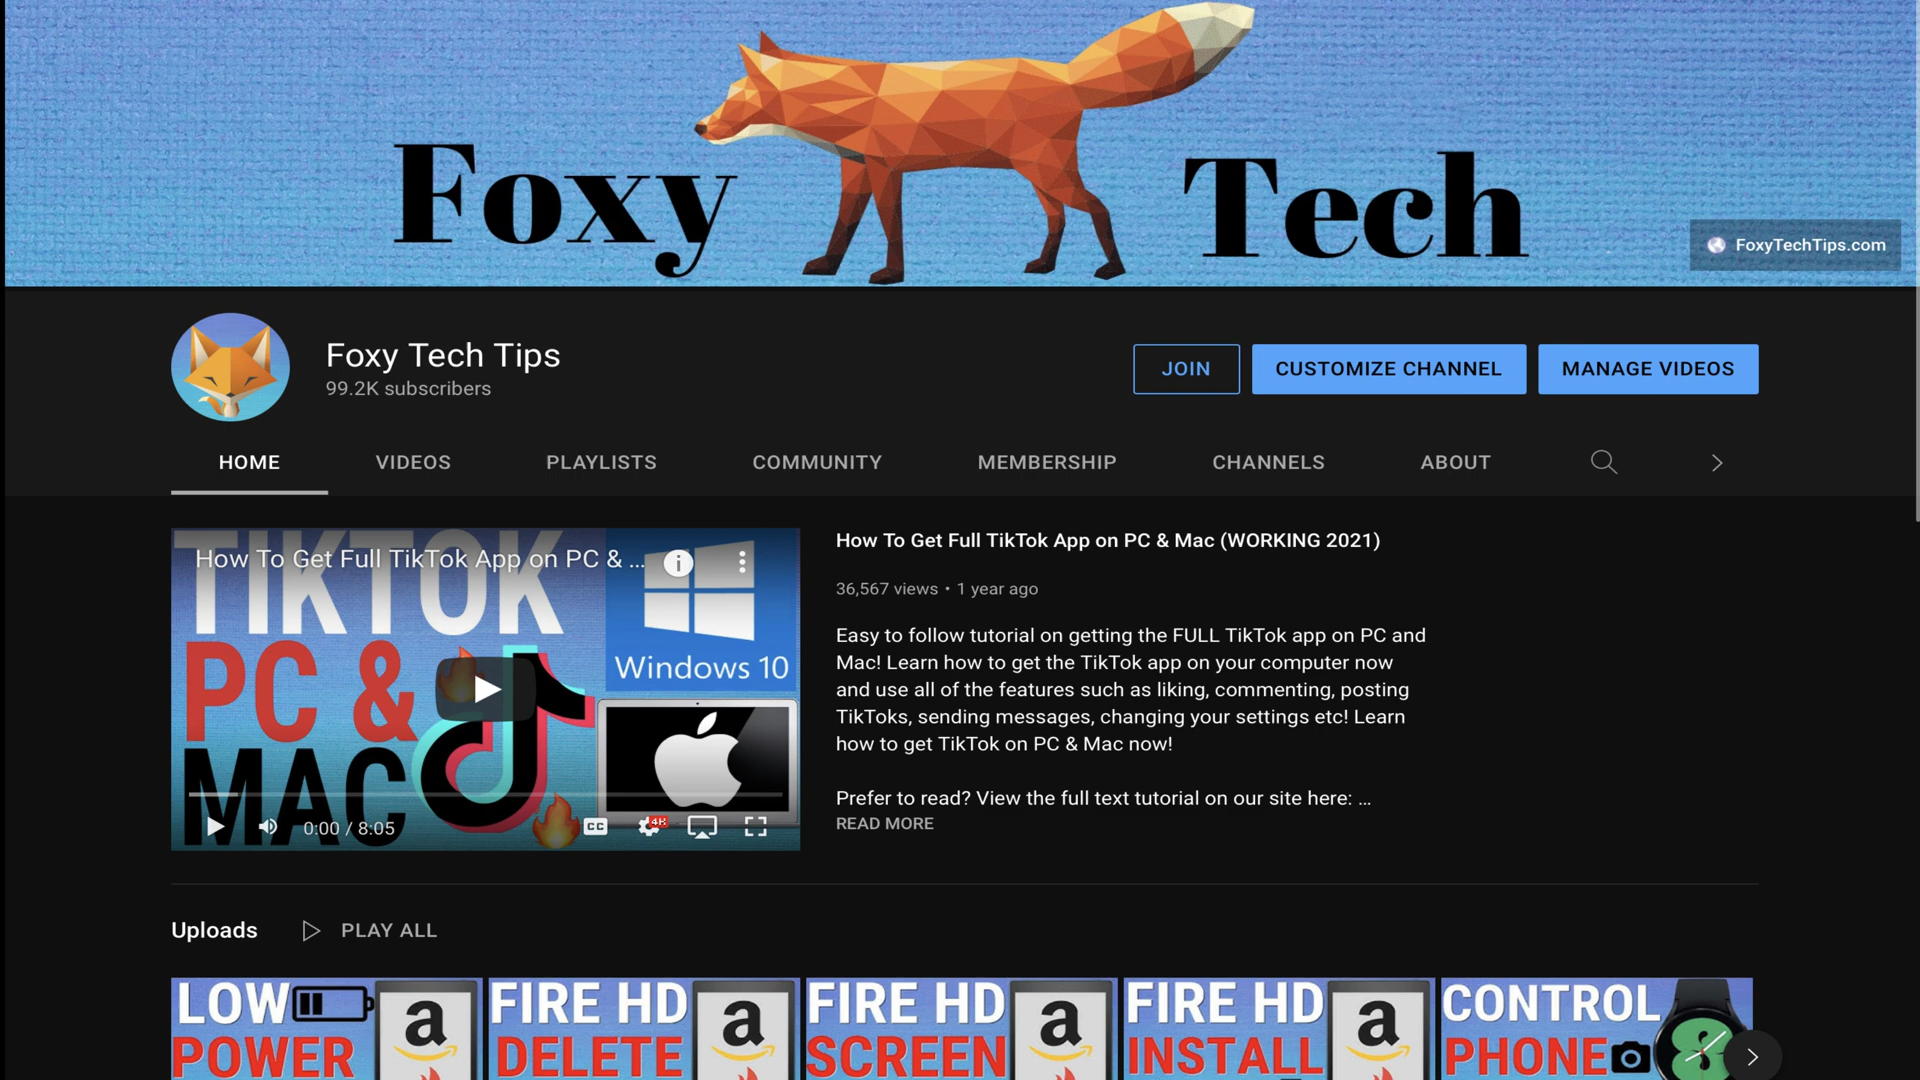 Foxy Tech
FoxyTechTips.com
Foxy Tech Tips
99.2K subscribers
JOIN
CUSTOMIZE CHANNEL
MANAGE VIDEOS
HOME
VIDEOS
PLAYLISTS
COMMUNITY
MEMBERSHIP
CHANNELS
ABOUT
TIKTOK
How To Get Full TikTok App on PC & ...
i
PC &
MAC
Windows 10
0:00 / 8:05
CC
4K
How To Get Full TikTok App on PC & Mac (WORKING 2021)
36,567 views • 1 year ago
Easy to follow tutorial on getting the FULL TikTok app on PC and
Mac! Learn how to get the TikTok app on your computer now
and use all of the features such as liking, commenting, posting
TikToks, sending messages, changing your settings etc! Learn
how to get TikTok on PC & Mac now!
Prefer to read? View the full text tutorial on our site here: ...
READ MORE
Uploads
PLAY ALL
LOW
POWER
a
FIRE HD
DELETE
a
FIRE HD
SCREEN
a
FIRE HD
INSTALL
a
CONTROL
PHONE